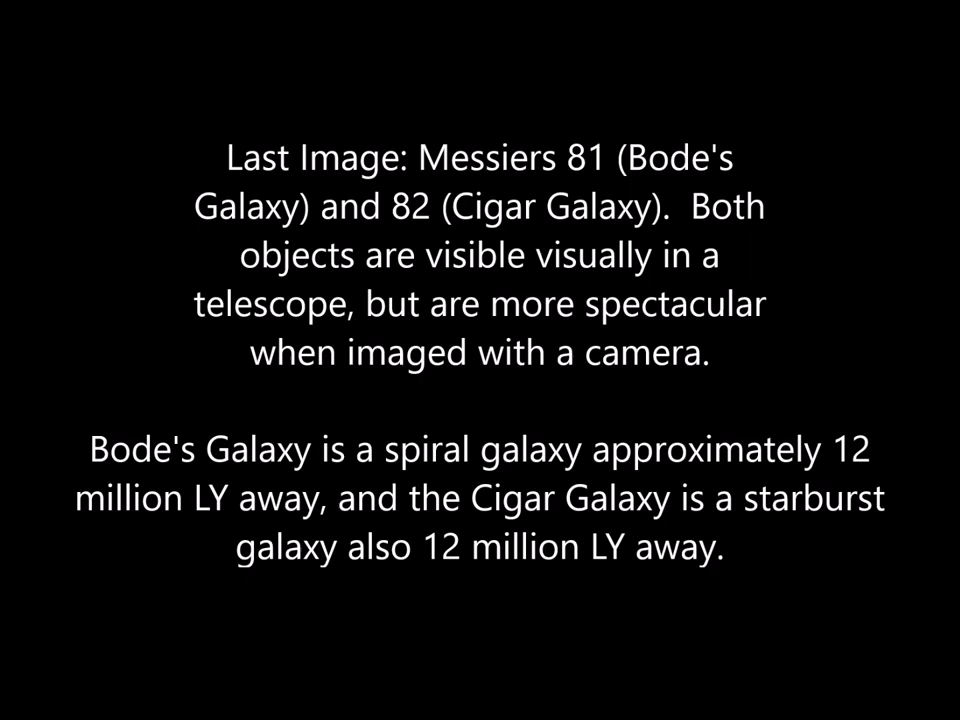 Last Image: Messiers 81 (Bode's
Galaxy) and 82 (Cigar Galaxy).  Both
objects are visible visually in a
telescope, but are more spectacular
when imaged with a camera.
Bode's Galaxy is a spiral galaxy approximately 12
million LY away, and the Cigar Galaxy is a starburst
galaxy also 12 million LY away.